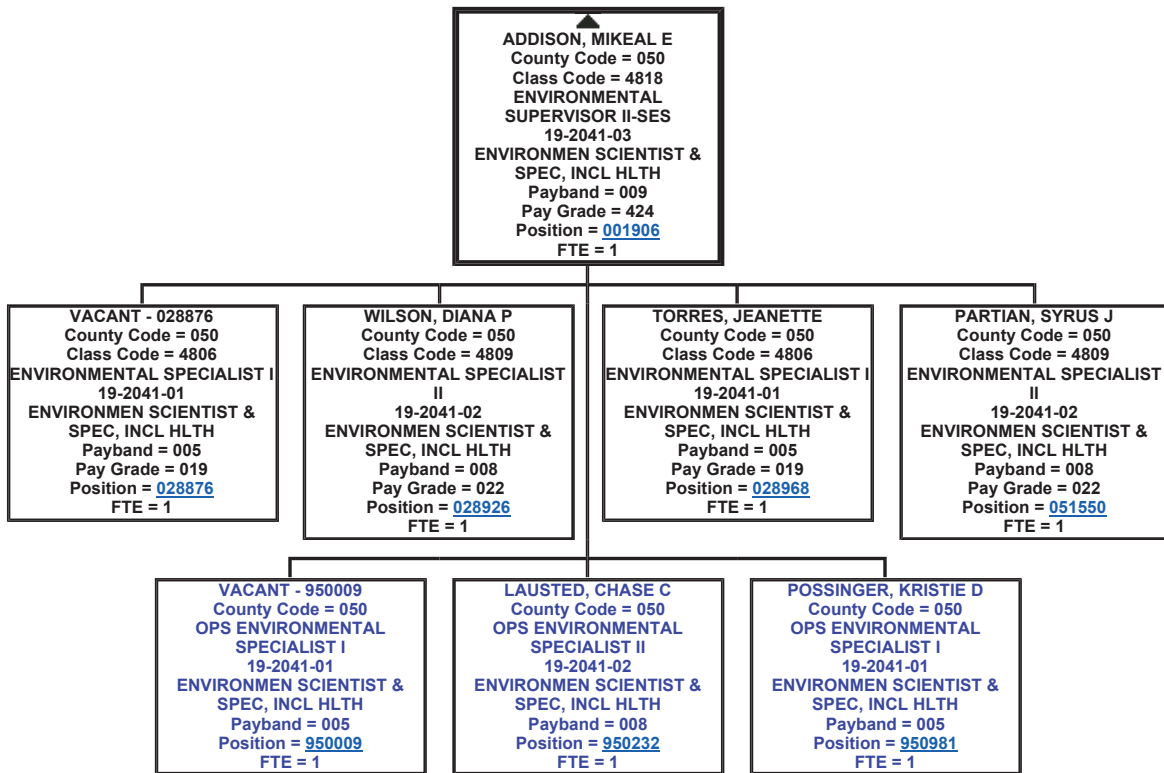 ADDISON, MIKEAL E
County Code = 050
Class Code = 4818
ENVIRONMENTAL
SUPERVISOR II-SES
19-2041-03
ENVIRONMEN SCIENTIST &
SPEC, INCL HLTH
Payband = 009
Pay Grade = 424
Position = 001906
FTE = 1
VACANT - 028876
County Code = 050
Class Code = 4806
ENVIRONMENTAL SPECIALIST I
19-2041-01
ENVIRONMEN SCIENTIST &
SPEC, INCL HLTH
Payband = 005
Pay Grade = 019
Position = 028876
FTE = 1
WILSON, DIANA P
County Code = 050
Class Code = 4809
ENVIRONMENTAL SPECIALIST
II
19-2041-02
ENVIRONMEN SCIENTIST &
SPEC, INCL HLTH
Payband = 008
Pay Grade = 022
Position = 028926
FTE = 1
TORRES, JEANETTE
County Code = 050
Class Code = 4806
ENVIRONMENTAL SPECIALIST I
19-2041-01
ENVIRONMEN SCIENTIST &
SPEC, INCL HLTH
Payband = 005
Pay Grade = 019
Position = 028968
FTE = 1
PARTIAN, SYRUS J
County Code = 050
Class Code = 4809
ENVIRONMENTAL SPECIALIST
II
19-2041-02
ENVIRONMEN SCIENTIST &
SPEC, INCL HLTH
Payband = 008
Pay Grade = 022
Position = 051550
FTE = 1
VACANT - 950009
County Code = 050
OPS ENVIRONMENTAL
SPECIALIST I
19-2041-01
ENVIRONMEN SCIENTIST &
SPEC, INCL HLTH
Payband = 005
Position = 950009
FTE = 1
LAUSTED, CHASE C
County Code = 050
OPS ENVIRONMENTAL
SPECIALIST II
19-2041-02
ENVIRONMEN SCIENTIST &
SPEC, INCL HLTH
Payband = 008
Position = 950232
FTE = 1
POSSINGER, KRISTIE D
County Code = 050
OPS ENVIRONMENTAL
SPECIALIST I
19-2041-01
ENVIRONMEN SCIENTIST &
SPEC, INCL HLTH
Payband = 005
Position = 950981
FTE = 1